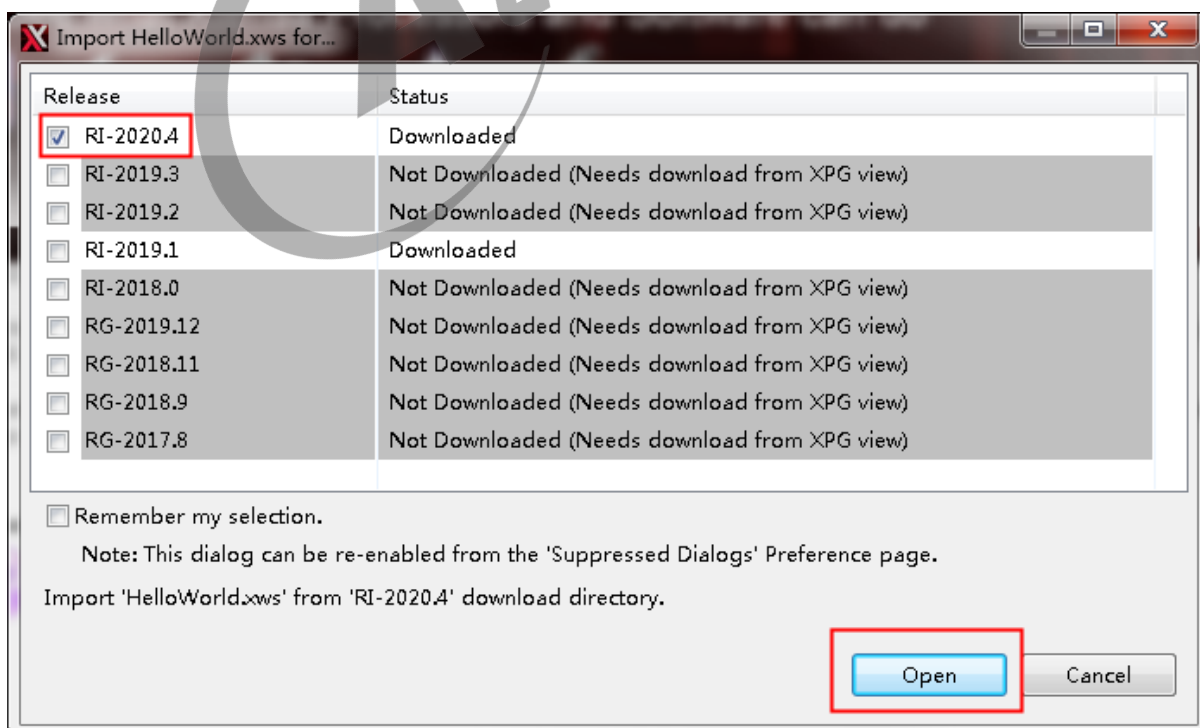 Import HelloWorld.xws for...
Release Status
RI-2020.4 Downloaded
RI-2019.3 Not Downloaded (Needs download from XPG view)
RI-2019.2 Not Downloaded (Needs download from XPG view)
RI-2019.1 Downloaded
RI-2018.0 Not Downloaded (Needs download from XPG view)
RG-2019.12 Not Downloaded (Needs download from XPG view)
RG-2018.11 Not Downloaded (Needs download from XPG view)
RG-2018.9 Not Downloaded (Needs download from XPG view)
RG-2017.8 Not Downloaded (Needs download from XPG view)
Remember my selection.
Note: This dialog can be re-enabled from the 'Suppressed Dialogs' Preference page.
Import 'HelloWorld.xws' from 'RI-2020.4' download directory.
Open Cancel